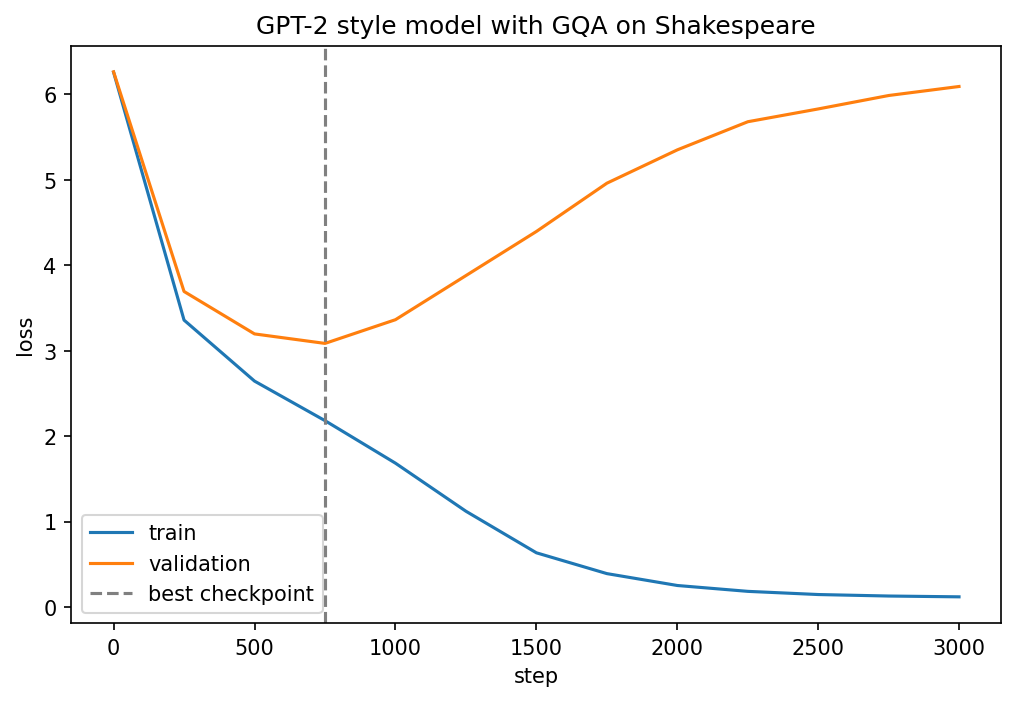 GPT-2 style model with GQA on Shakespeare
6
5
4
3
2
1
0
loss
train
validation
best checkpoint
0 500 1000 1500 2000 2500 3000
step